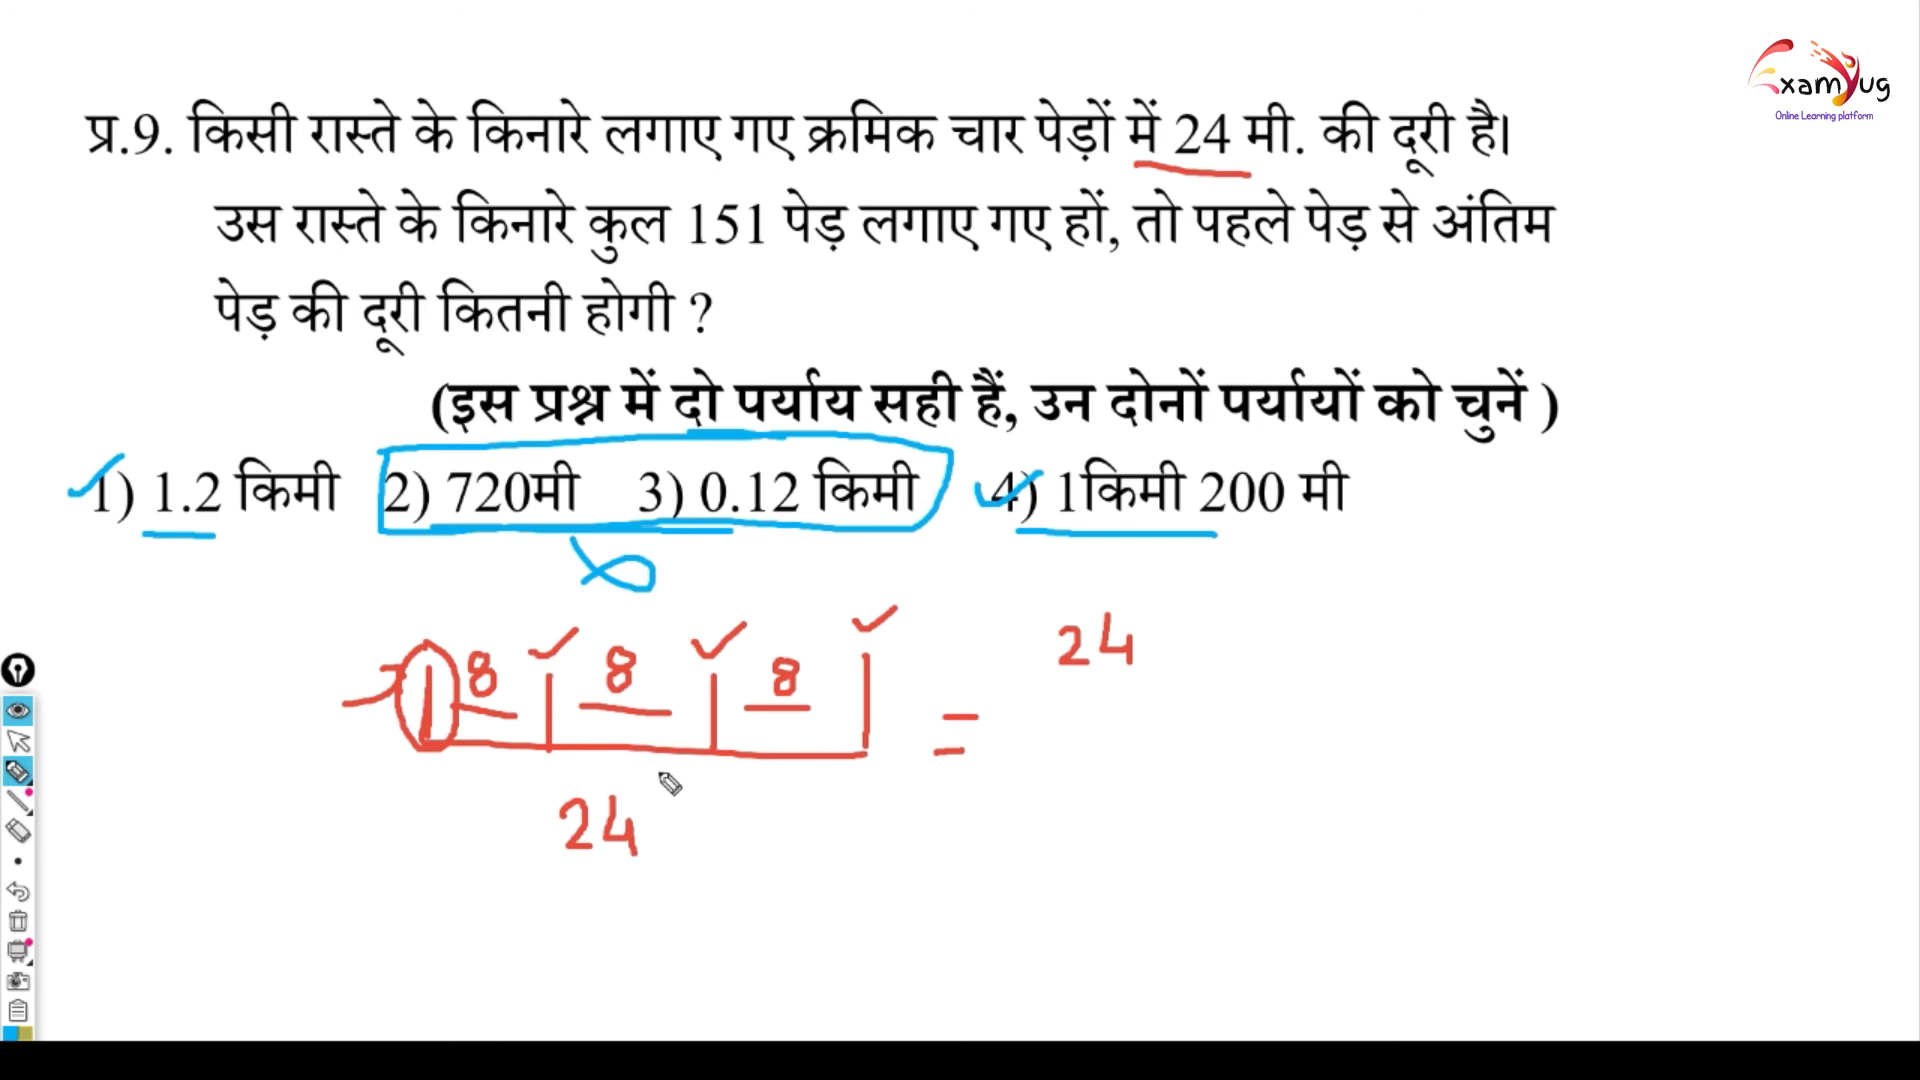 Examyug
Online Learning platform
प्र.9. किसी रास्ते के किनारे लगाए गए क्रमिक चार पेड़ों में 24 मी. की दूरी है।
उस रास्ते के किनारे कुल 151 पेड़ लगाए गए हों, तो पहले पेड़ से अंतिम
पेड़ की दूरी कितनी होगी ?
(इस प्रश्न में दो पर्याय सही हैं, उन दोनों पर्यायों को चुनें )
1) 1.2 किमी 2) 720मी 3) 0.12 किमी 4) 1किमी 200 मी
24
8 8 8 =
24